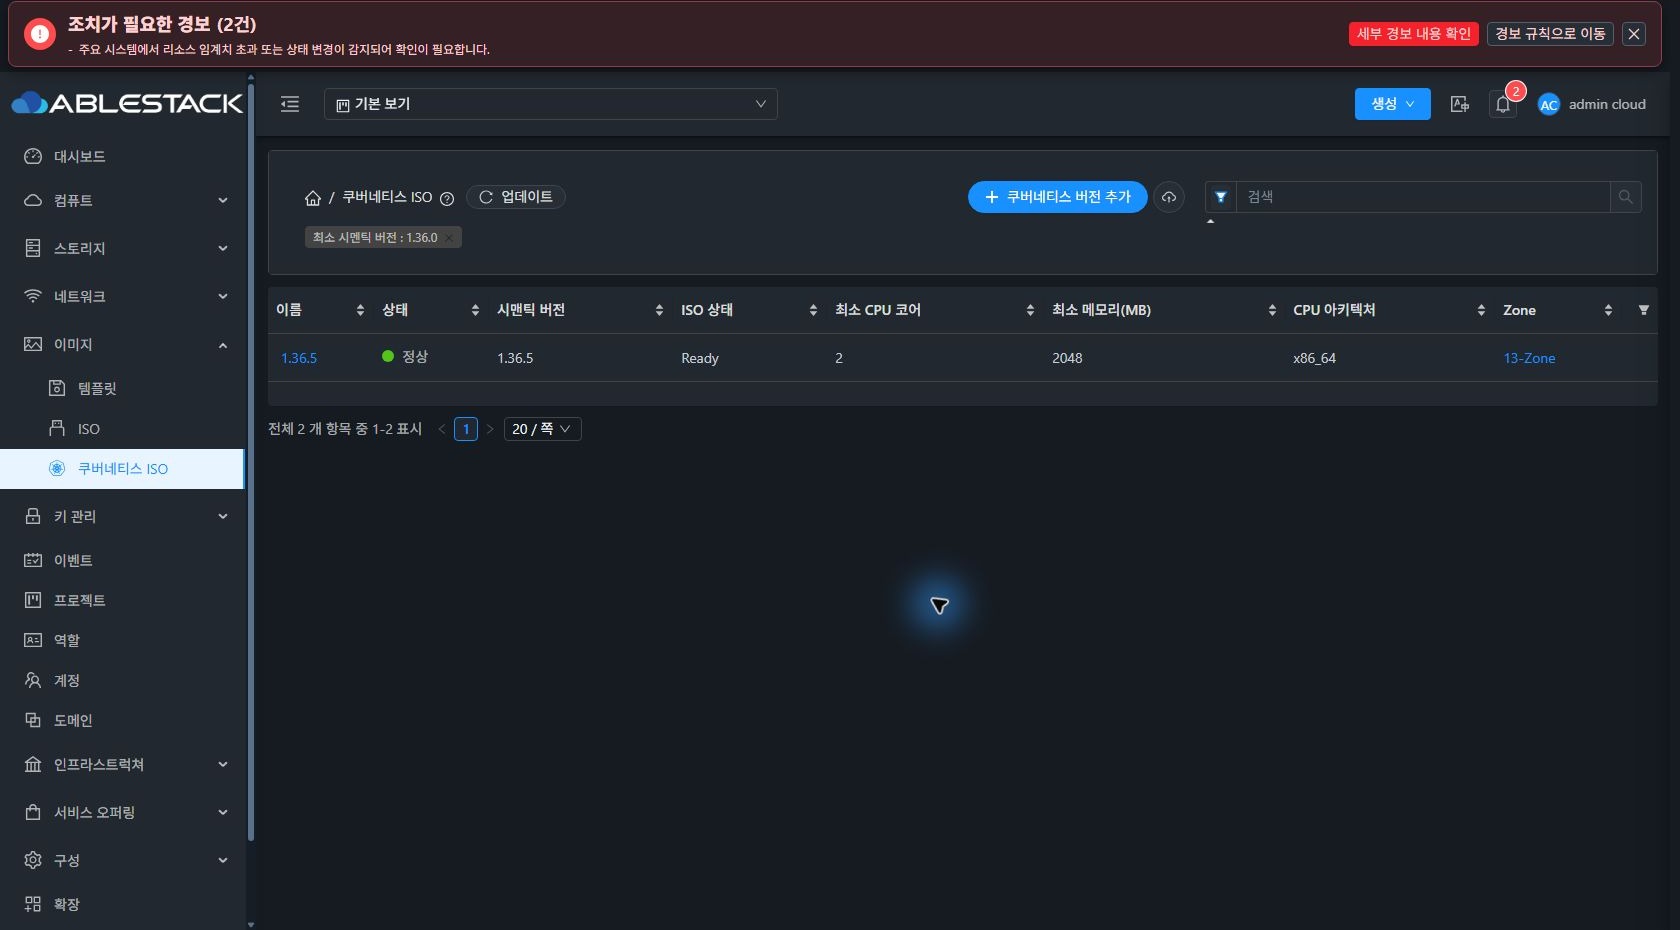 조치가 필요한 경보 (2건)
- 주요 시스템에서 리소스 임계치 초과 또는 상태 변경이 감지되어 확인이 필요합니다.
세부 경보 내용 확인
경보 규칙으로 이동
ABLESTACK
기본 보기
생성
2
AC
admin cloud
대시보드
컴퓨트
스토리지
네트워크
이미지
템플릿
ISO
쿠버네티스 ISO
키 관리
이벤트
프로젝트
역할
계정
도메인
인프라스트럭쳐
서비스 오퍼링
구성
확장
/ 쿠버네티스 ISO
업데이트
쿠버네티스 버전 추가
검색
최소 시멘틱 버전 : 1.36.0
이름 상태 시맨틱 버전 ISO 상태 최소 CPU 코어 최소 메모리(MB) CPU 아키텍처 Zone
1.36.5 정상 1.36.5 Ready 2 2048 x86_64 13-Zone
전체 2 개 항목 중 1-2 표시 < 1 > 20 / 쪽